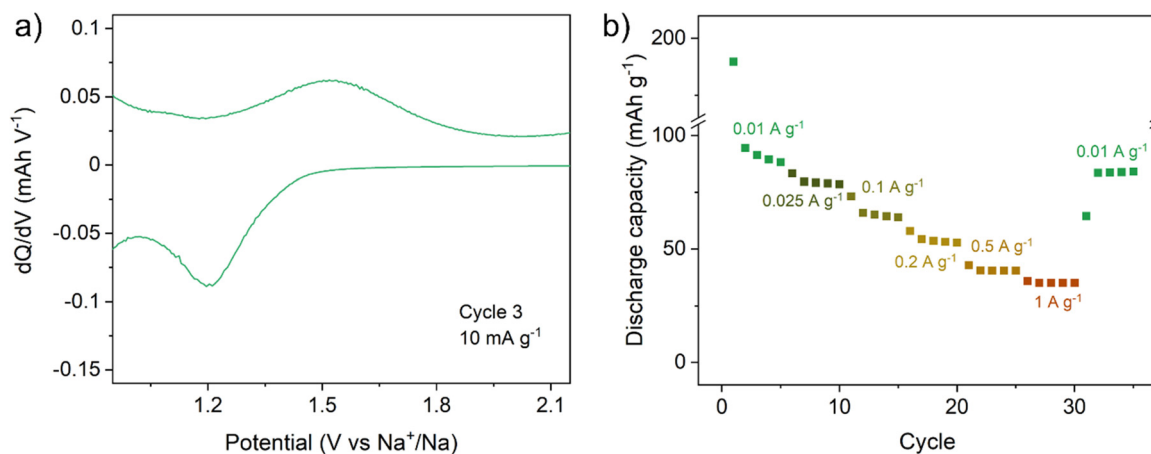 a)
dQ/dV (mAh V⁻¹)
0.1
0.05
0
-0.05
-0.1
-0.15
1.2
1.5
1.8
2.1
Potential (V vs Na⁺/Na)
Cycle 3
10 mA g⁻¹
b)
Discharge capacity (mAh g⁻¹)
200
100
50
0
0
10
20
30
Cycle
0.01 A g⁻¹
0.025 A g⁻¹
0.1 A g⁻¹
0.2 A g⁻¹
0.5 A g⁻¹
1 A g⁻¹
0.01 A g⁻¹